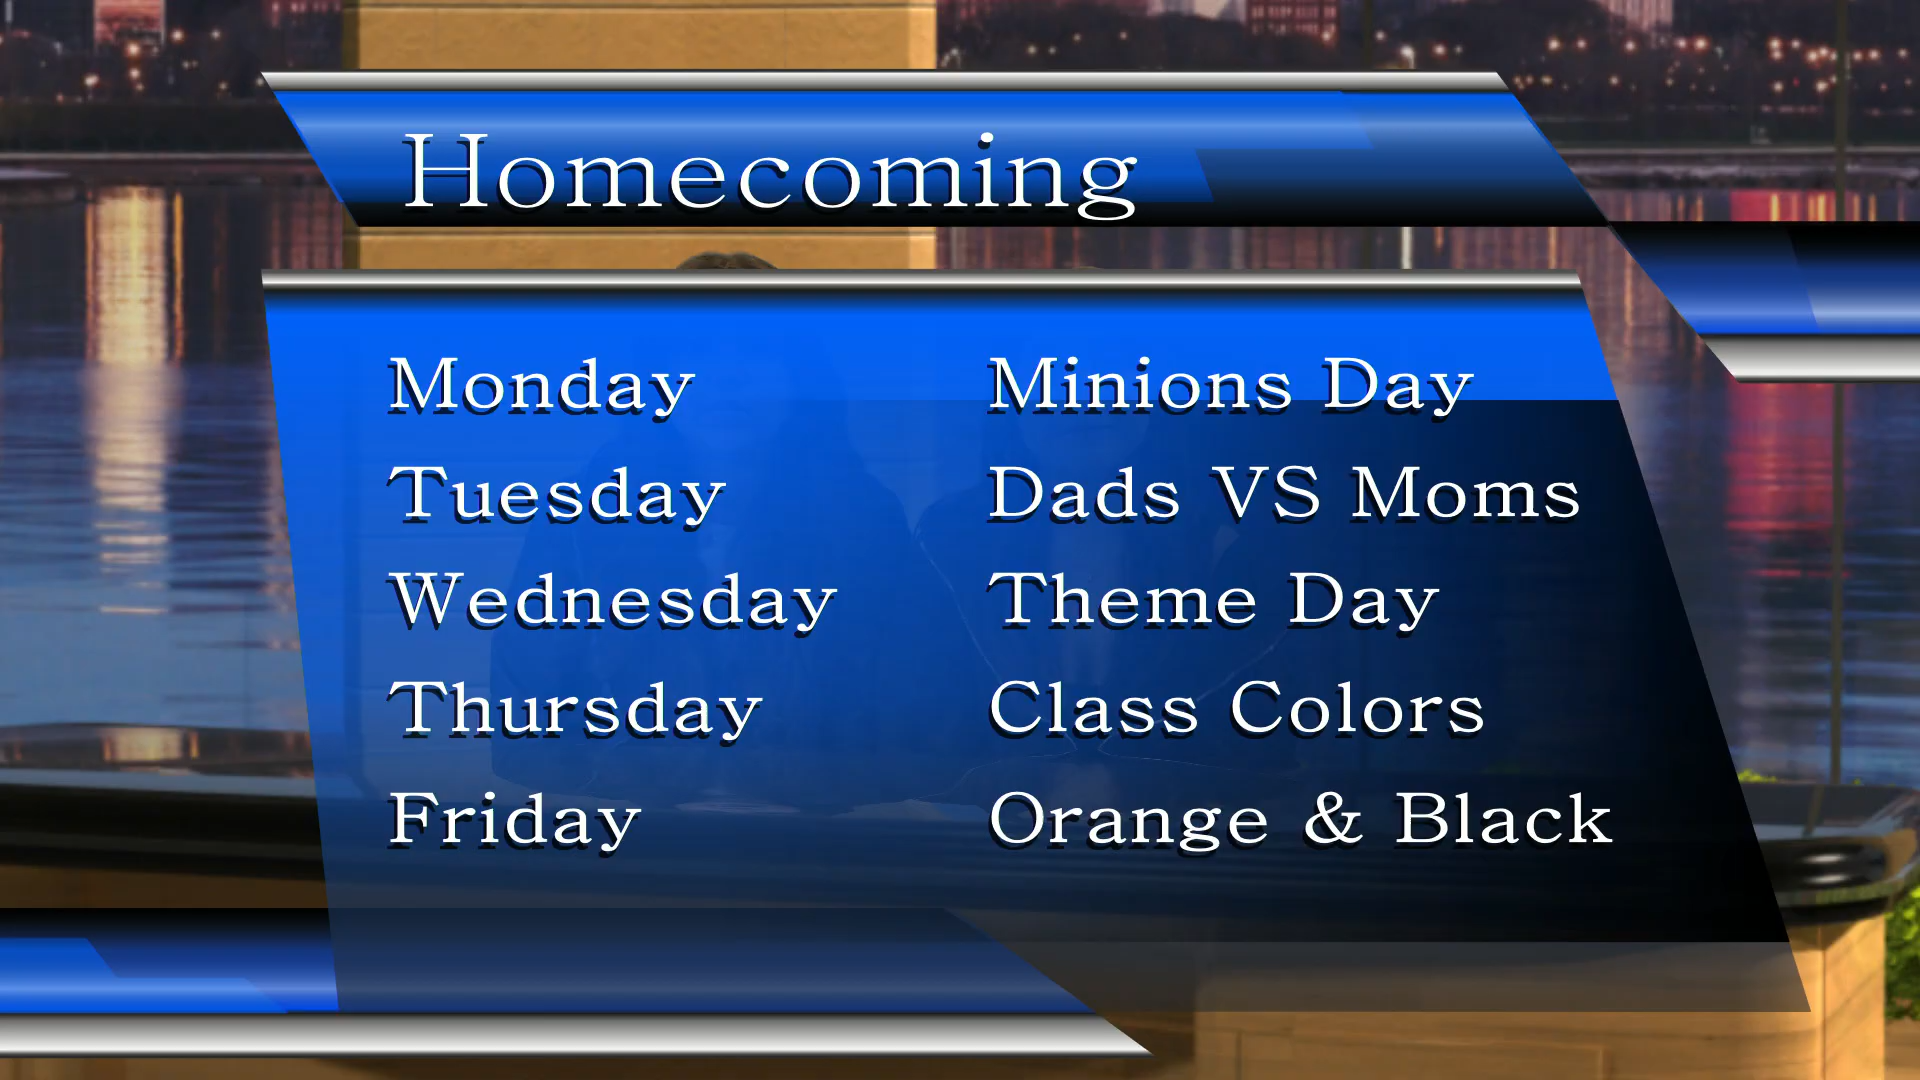 Homecoming
Monday Minions Day
Tuesday Dads VS Moms
Wednesday Theme Day
Thursday Class Colors
Friday Orange & Black